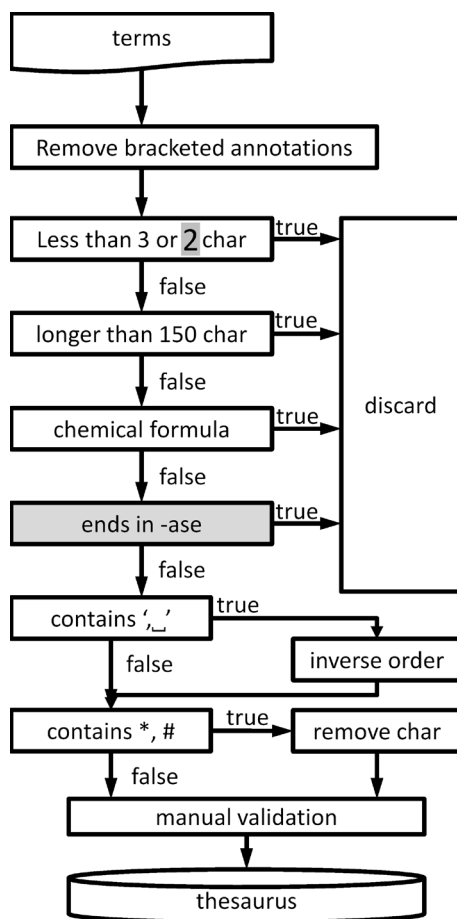 terms
Remove bracketed annotations
Less than 3 or 2 char
true
false
longer than 150 char
true
false
chemical formula
true
discard
false
ends in -ase
true
false
contains ‘,␣’
true
false
inverse order
contains *, #
true
remove char
false
manual validation
thesaurus